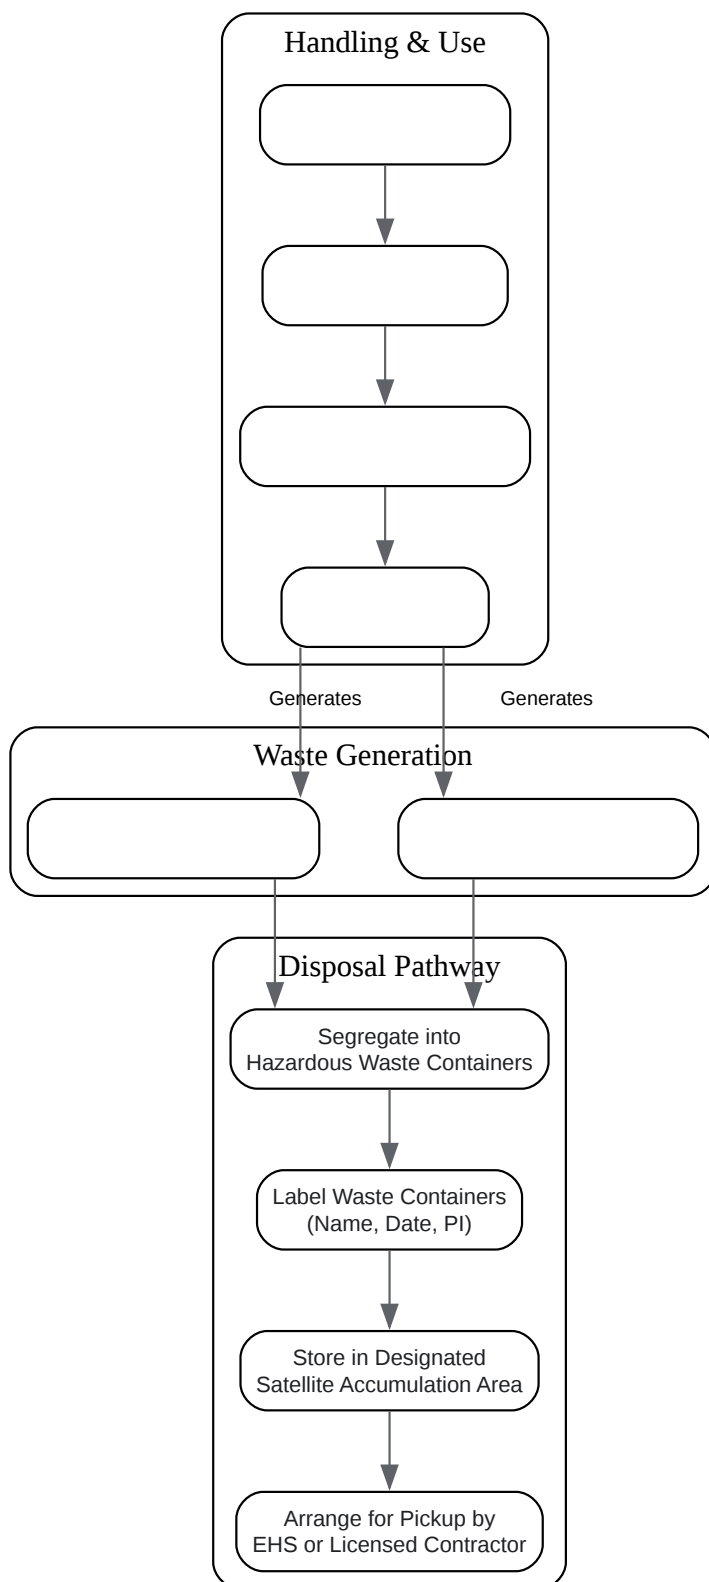 Handling & Use
Generates
Generates
Waste Generation
Disposal Pathway
Segregate into
Hazardous Waste Containers
Label Waste Containers
(Name, Date, PI)
Store in Designated
Satellite Accumulation Area
Arrange for Pickup by
EHS or Licensed Contractor